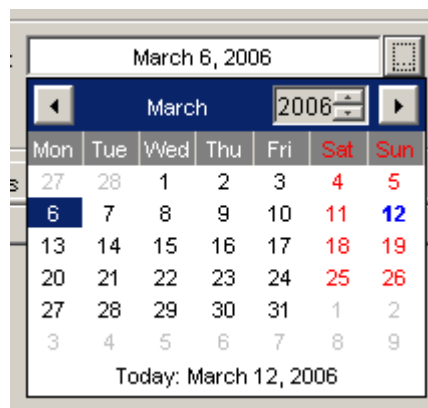 : March 6, 2006
March 2006
Mon Tue Wed Thu Fri Sat Sun
s 27 28 1 2 3 4 5
6 7 8 9 10 11 12
13 14 15 16 17 18 19
20 21 22 23 24 25 26
27 28 29 30 31 1 2
3 4 5 6 7 8 9
Today: March 12, 2006